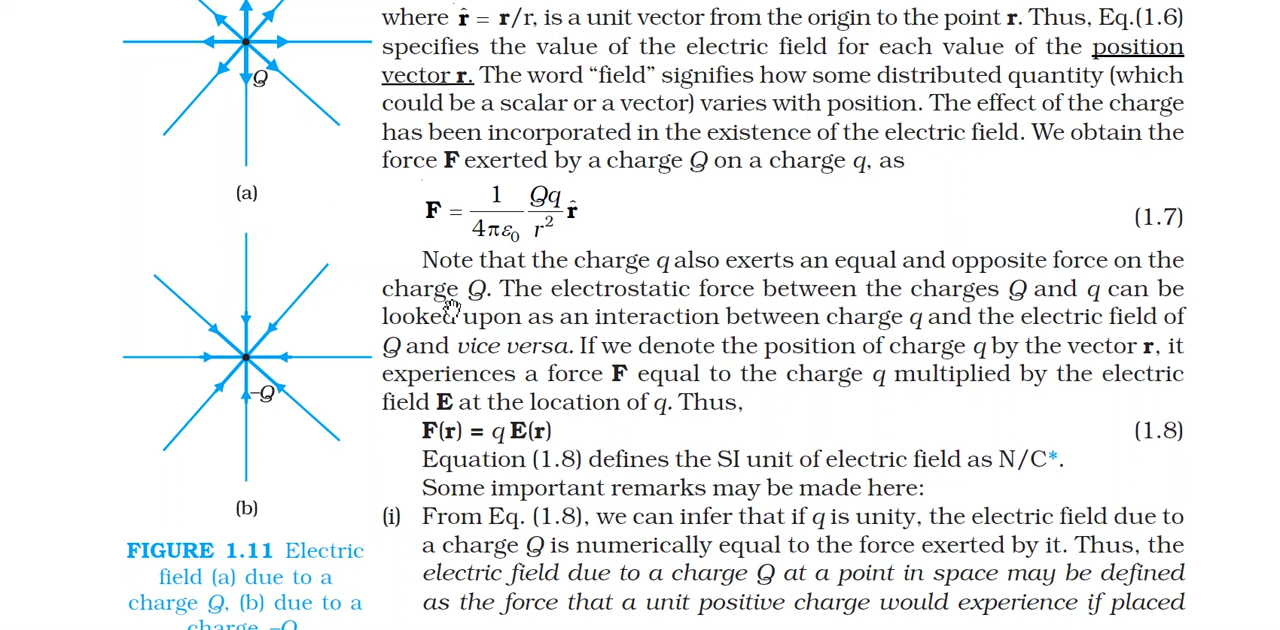 where r̂ = r/r, is a unit vector from the origin to the point r. Thus, Eq.(1.6)
specifies the value of the electric field for each value of the position
vector r. The word “field” signifies how some distributed quantity (which
could be a scalar or a vector) varies with position. The effect of the charge
has been incorporated in the existence of the electric field. We obtain the
force F exerted by a charge Q on a charge q, as
F = 1/4πε₀ Qq/r² r̂ (1.7)
Note that the charge q also exerts an equal and opposite force on the
charge Q. The electrostatic force between the charges Q and q can be
looked upon as an interaction between charge q and the electric field of
Q and vice versa. If we denote the position of charge q by the vector r, it
experiences a force F equal to the charge q multiplied by the electric
field E at the location of q. Thus,
F(r) = q E(r) (1.8)
Equation (1.8) defines the SI unit of electric field as N/C*.
Some important remarks may be made here:
(i) From Eq. (1.8), we can infer that if q is unity, the electric field due to
a charge Q is numerically equal to the force exerted by it. Thus, the
electric field due to a charge Q at a point in space may be defined
as the force that a unit positive charge would experience if placed
Q
(a)
–Q
(b)
FIGURE 1.11 Electric
field (a) due to a
charge Q, (b) due to a
charge –Q